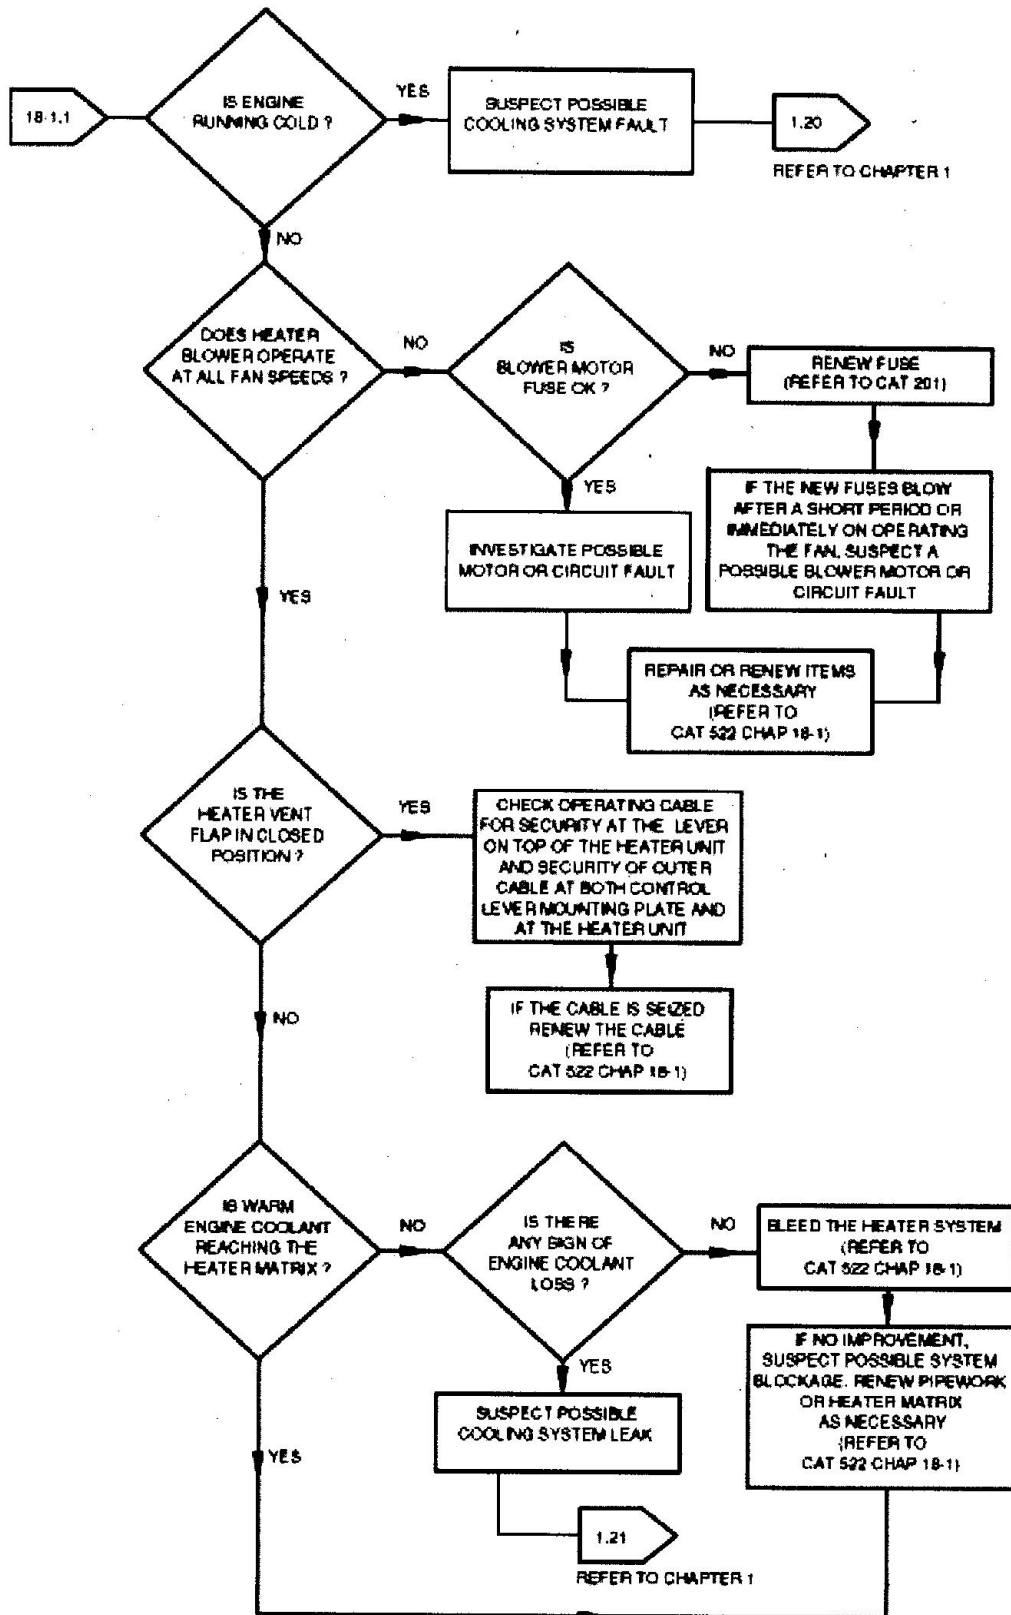 18-1.1
IS ENGINE
RUNNING COLD ?
YES
SUSPECT POSSIBLE
COOLING SYSTEM FAULT
1.20
REFER TO CHAPTER 1
NO
DOES HEATER
BLOWER OPERATE
AT ALL FAN SPEEDS ?
NO
IS
BLOWER MOTOR
FUSE OK ?
NO
RENEW FUSE
(REFER TO CAT 201)
YES
INVESTIGATE POSSIBLE
MOTOR OR CIRCUIT FAULT
IF THE NEW FUSES BLOW
AFTER A SHORT PERIOD OR
IMMEDIATELY ON OPERATING
THE FAN, SUSPECT A
POSSIBLE BLOWER MOTOR OR
CIRCUIT FAULT
YES
REPAIR OR RENEW ITEMS
AS NECESSARY
(REFER TO
CAT 522 CHAP 18-1)
IS THE
HEATER VENT
FLAP IN CLOSED
POSITION ?
YES
CHECK OPERATING CABLE
FOR SECURITY AT THE LEVER
ON TOP OF THE HEATER UNIT
AND SECURITY OF OUTER
CABLE AT BOTH CONTROL
LEVER MOUNTING PLATE AND
AT THE HEATER UNIT
NO
IF THE CABLE IS SEIZED
RENEW THE CABLE
(REFER TO
CAT 522 CHAP 18-1)
IS WARM
ENGINE COOLANT
REACHING THE
HEATER MATRIX ?
NO
IS THERE
ANY SIGN OF
ENGINE COOLANT
LOSS ?
NO
BLEED THE HEATER SYSTEM
(REFER TO
CAT 522 CHAP 18-1)
YES
SUSPECT POSSIBLE
COOLING SYSTEM LEAK
IF NO IMPROVEMENT,
SUSPECT POSSIBLE SYSTEM
BLOCKAGE. RENEW PIPEWORK
OR HEATER MATRIX
AS NECESSARY
(REFER TO
CAT 522 CHAP 18-1)
YES
1.21
REFER TO CHAPTER 1